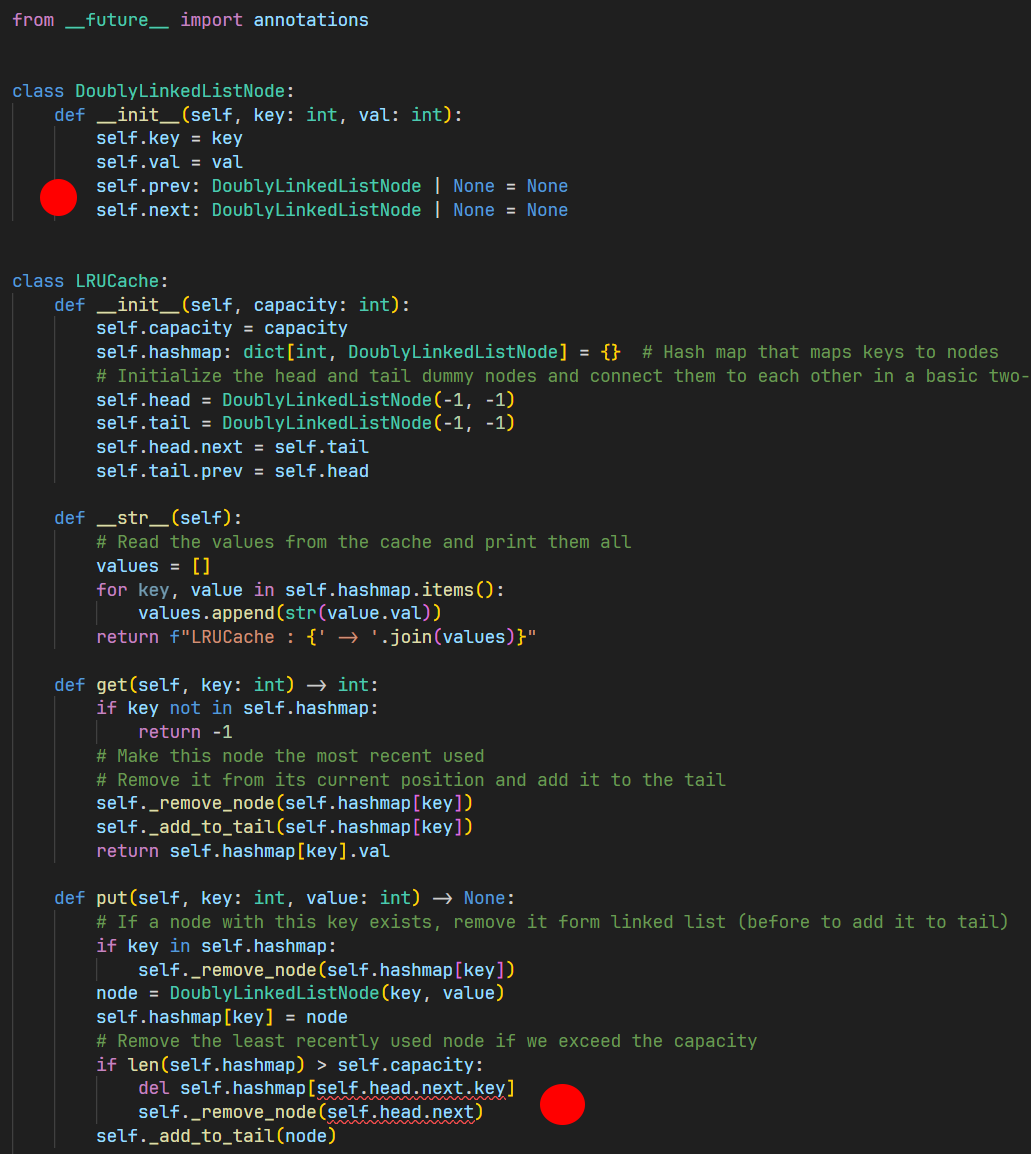 from __future__ import annotations
class DoublyLinkedListNode:
    def __init__(self, key: int, val: int):
        self.key = key
        self.val = val
        self.prev: DoublyLinkedListNode | None = None
        self.next: DoublyLinkedListNode | None = None
class LRUCache:
    def __init__(self, capacity: int):
        self.capacity = capacity
        self.hashmap: dict[int, DoublyLinkedListNode] = {}  # Hash map that maps keys to nodes
        # Initialize the head and tail dummy nodes and connect them to each other in a basic two-
        self.head = DoublyLinkedListNode(-1, -1)
        self.tail = DoublyLinkedListNode(-1, -1)
        self.head.next = self.tail
        self.tail.prev = self.head
    def __str__(self):
        # Read the values from the cache and print them all
        values = []
        for key, value in self.hashmap.items():
            values.append(str(value.val))
        return f"LRUCache : {' -> '.join(values)}"
    def get(self, key: int) -> int:
        if key not in self.hashmap:
            return -1
        # Make this node the most recent used
        # Remove it from its current position and add it to the tail
        self._remove_node(self.hashmap[key])
        self._add_to_tail(self.hashmap[key])
        return self.hashmap[key].val
    def put(self, key: int, value: int) -> None:
        # If a node with this key exists, remove it form linked list (before to add it to tail)
        if key in self.hashmap:
            self._remove_node(self.hashmap[key])
        node = DoublyLinkedListNode(key, value)
        self.hashmap[key] = node
        # Remove the least recently used node if we exceed the capacity
        if len(self.hashmap) > self.capacity:
            del self.hashmap[self.head.next.key]
            self._remove_node(self.head.next)
        self._add_to_tail(node)